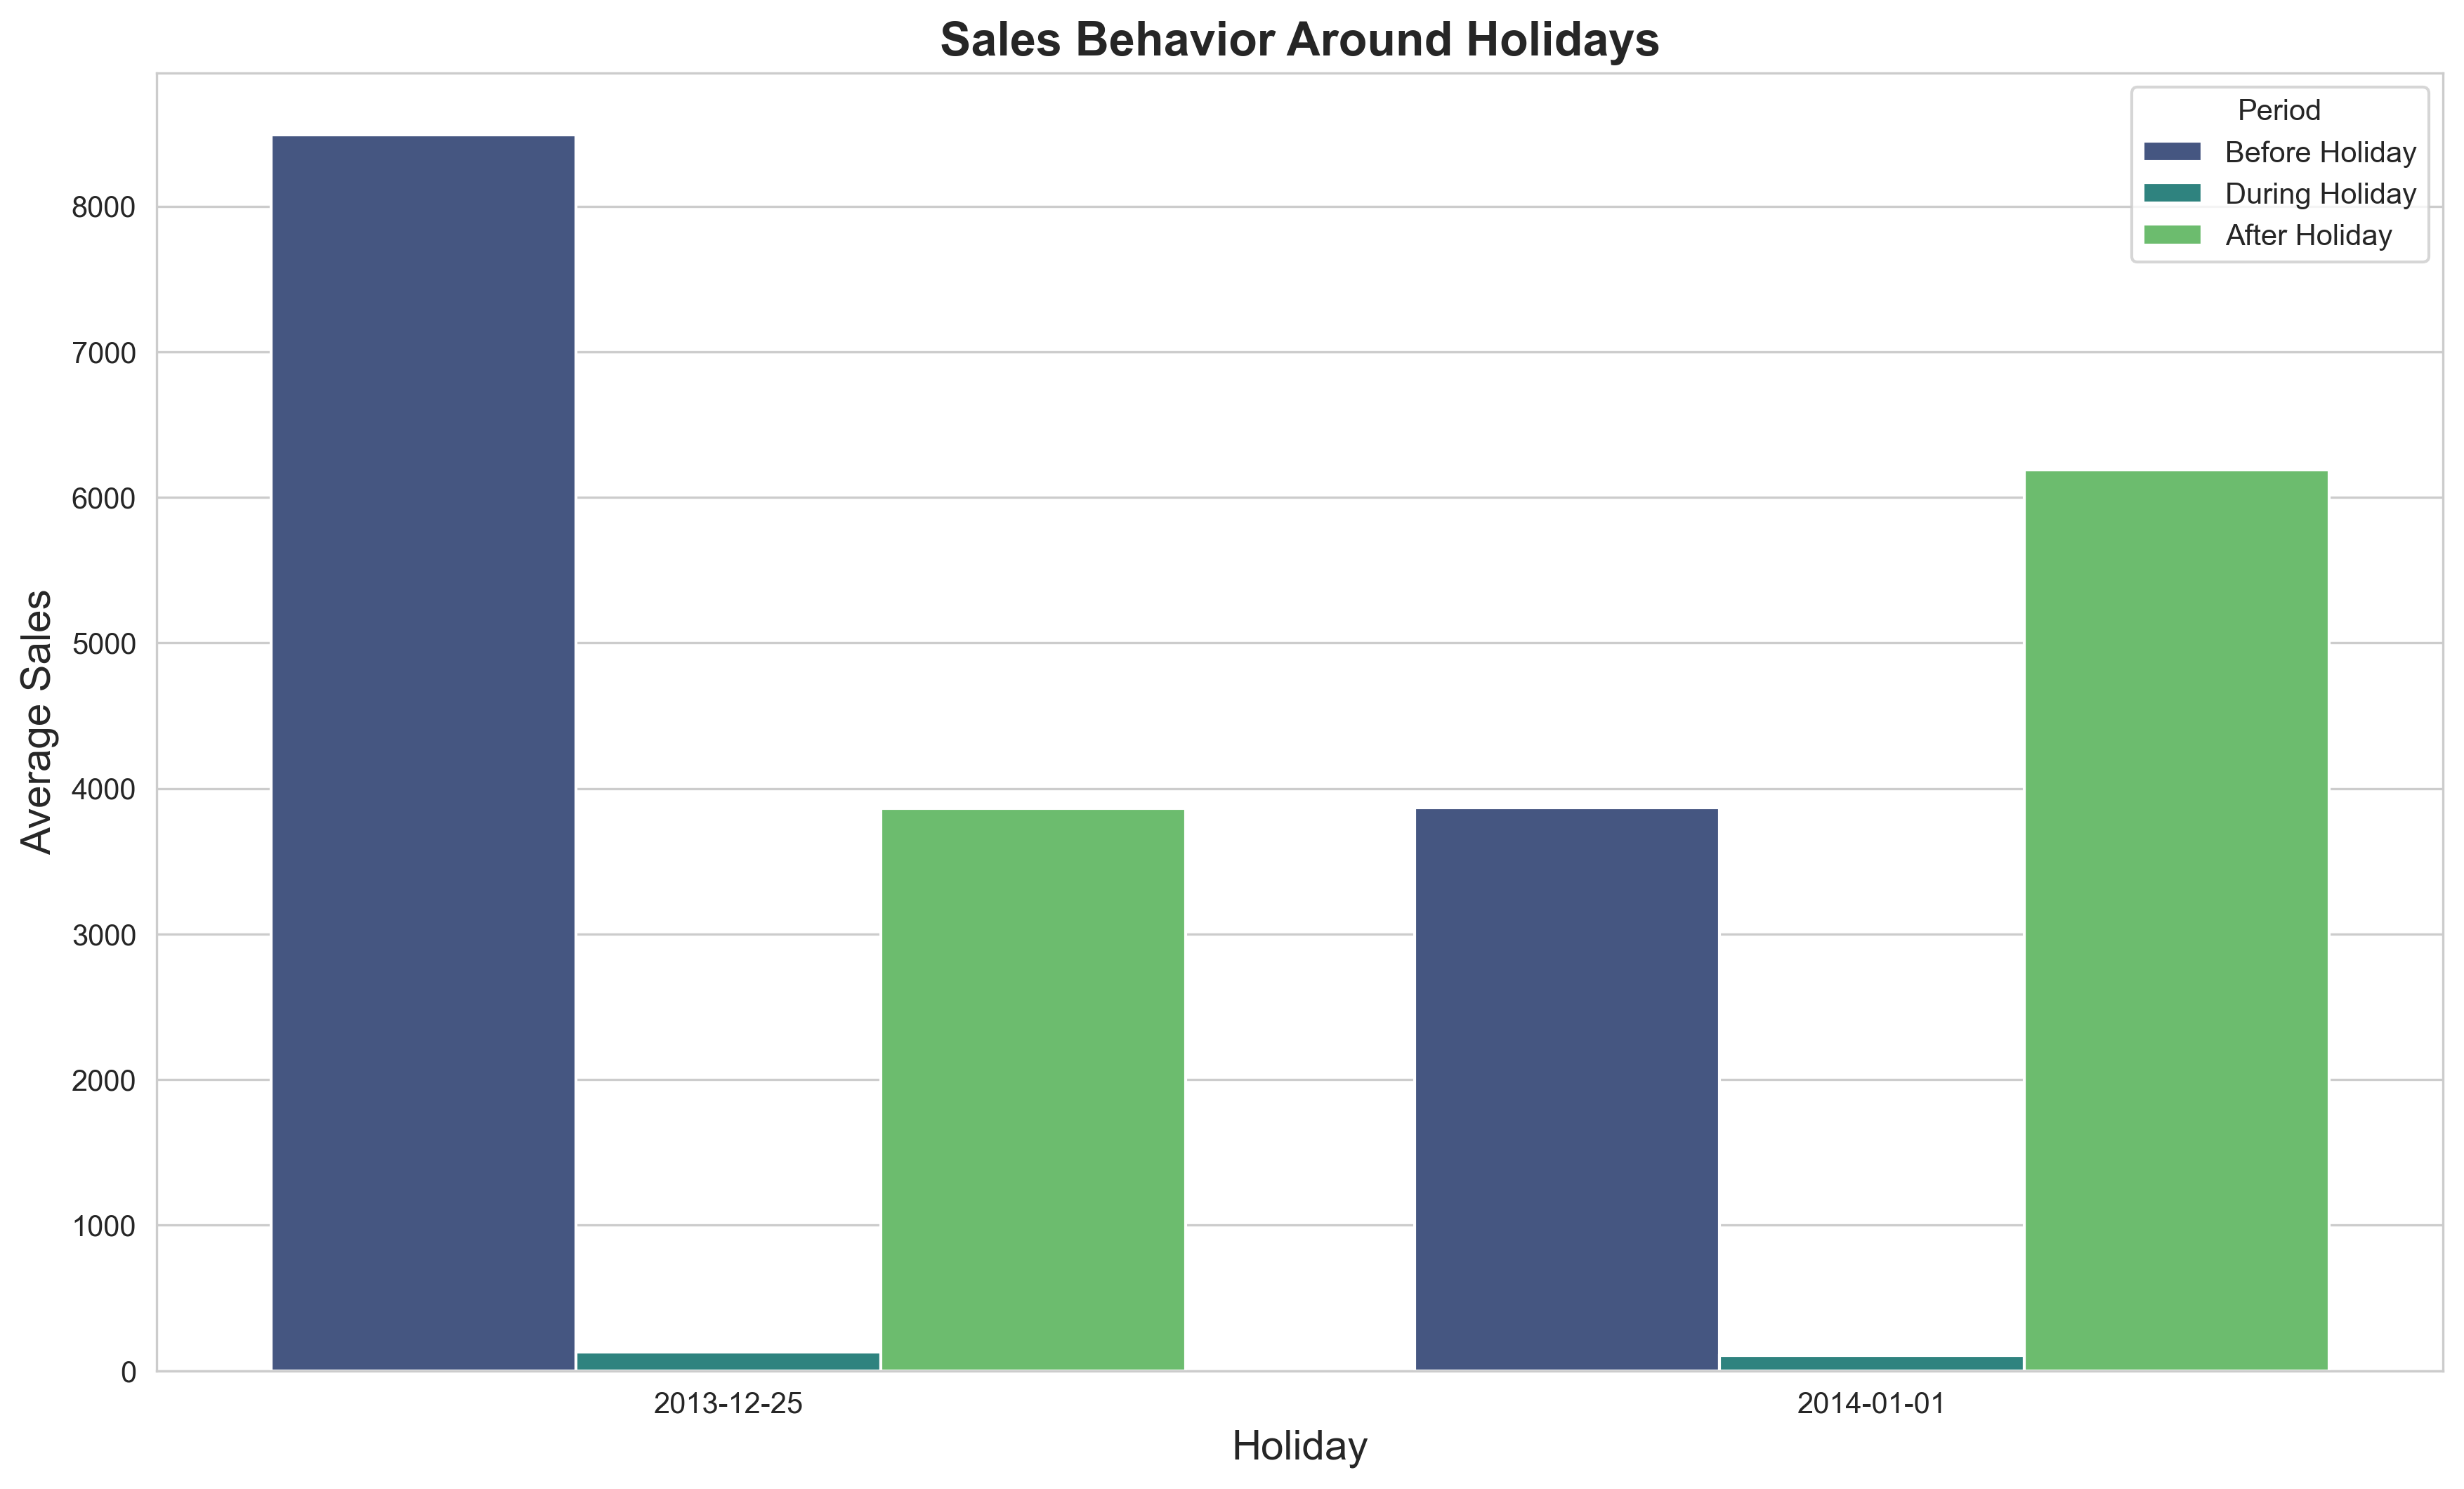 Sales Behavior Around Holidays
Period
Before Holiday
During Holiday
After Holiday
8000
7000
6000
5000
4000
3000
2000
1000
0
Average Sales
2013-12-25
2014-01-01
Holiday